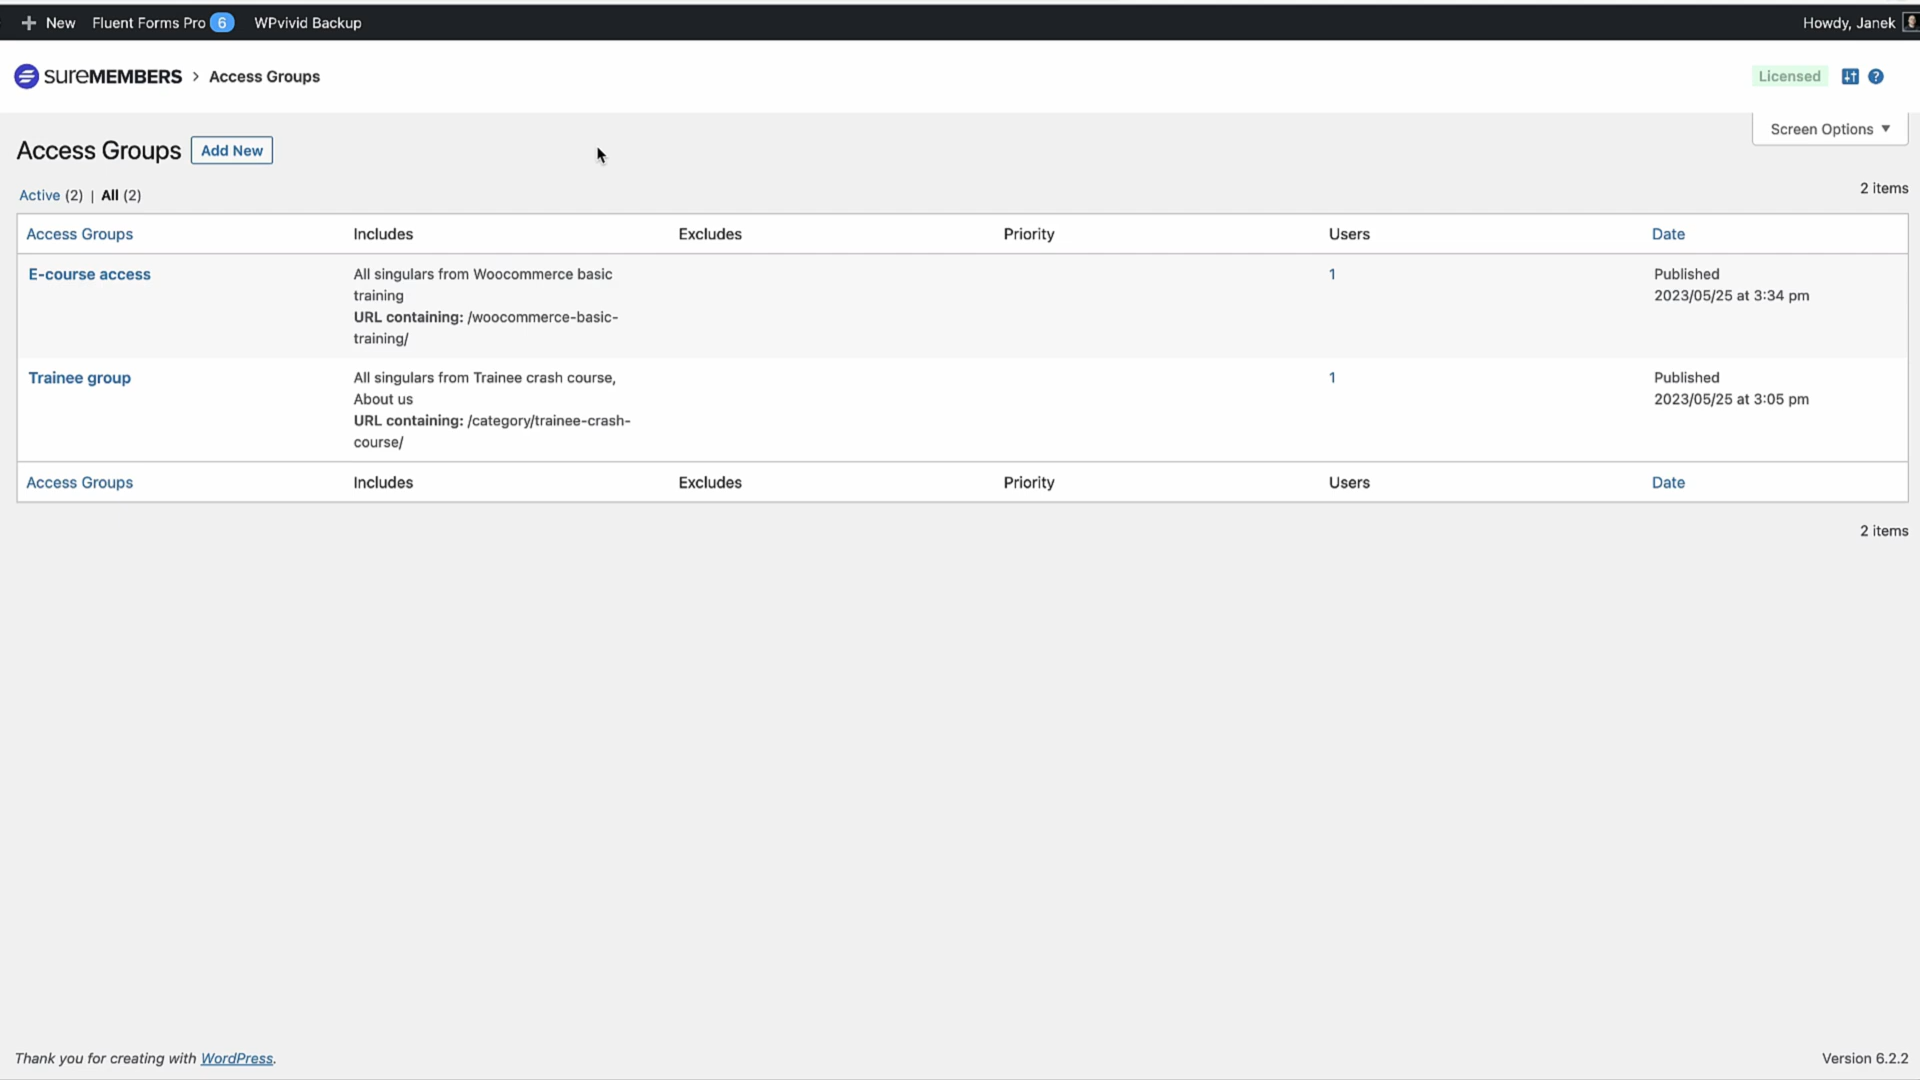 New Fluent Forms Pro 6 WPvivid Backup Howdy, Janek
sureMEMBERS > Access Groups Licensed ?
Screen Options ▼
Access Groups Add New
Active (2) | All (2)
2 items
Access Groups Includes Excludes Priority Users Date
E-course access All singulars from Woocommerce basic 1 Published
training 2023/05/25 at 3:34 pm
URL containing: /woocommerce-basic-
training/
Trainee group All singulars from Trainee crash course, 1 Published
About us 2023/05/25 at 3:05 pm
URL containing: /category/trainee-crash-
course/
Access Groups Includes Excludes Priority Users Date
2 items
Thank you for creating with WordPress. Version 6.2.2